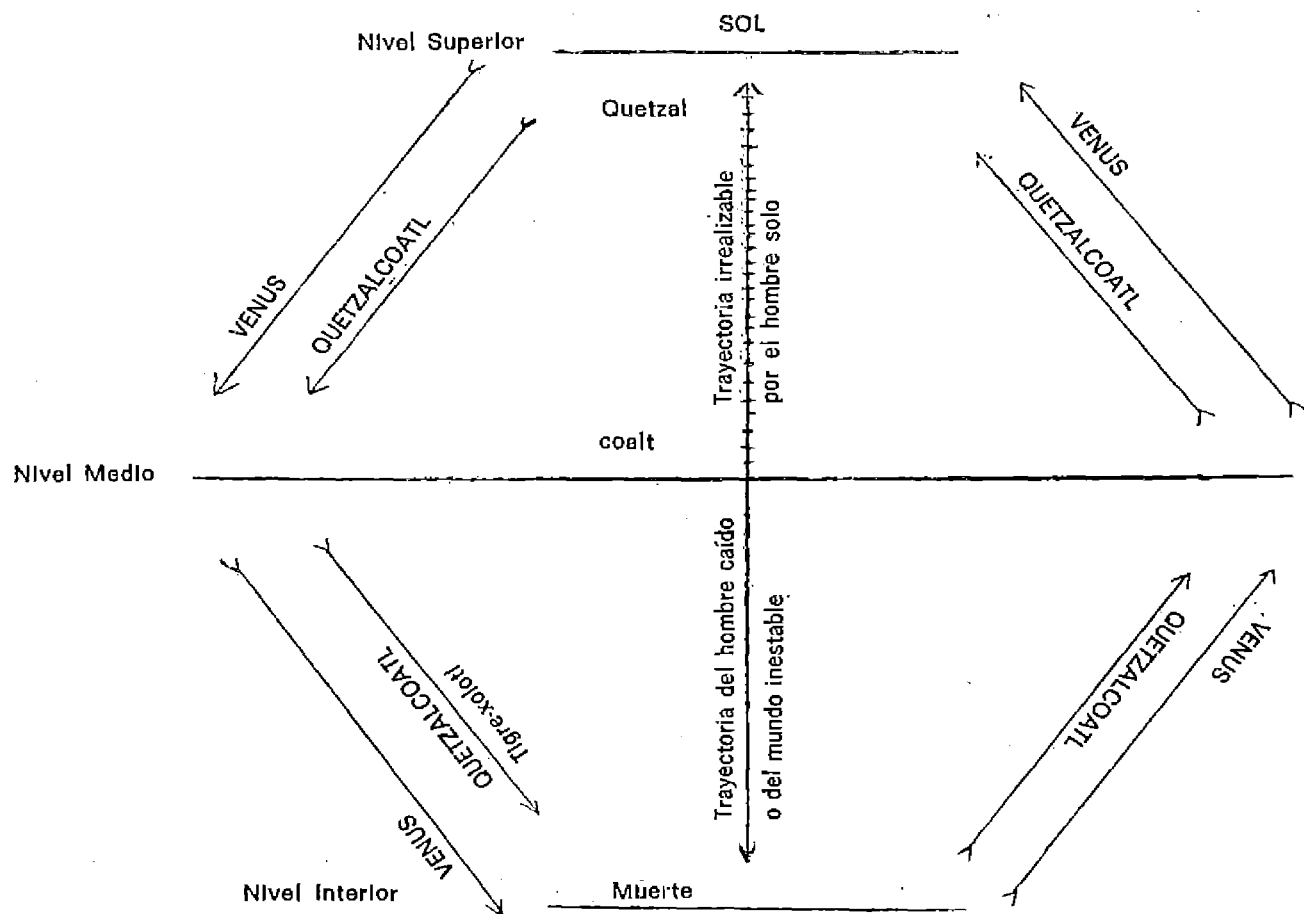 SOL
Nivel Superior
Quetzal
VENUS
QUETZALCOATL
Trayectoria irrealizable
por el hombre solo
VENUS
QUETZALCOATL
coalt
Nivel Medio
Trayectoria del hombre caído
o del mundo inestable
Tigre-xolotl
QUETZALCOATL
VENUS
QUETZALCOATL
VENUS
Nivel Interior
Muerte